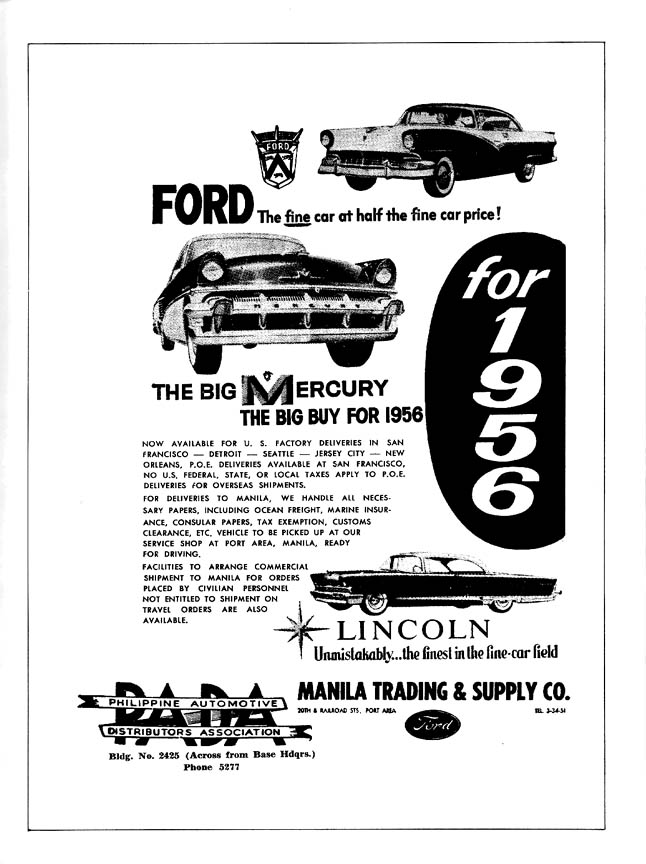 FORD
FORD The fine car at half the fine car price!
for
1
9
5
6
MERCURY
THE BIG MERCURY
THE BIG BUY FOR 1956
NOW AVAILABLE FOR U. S. FACTORY DELIVERIES IN SAN
FRANCISCO — DETROIT — SEATTLE — JERSEY CITY — NEW
ORLEANS, P.O.E. DELIVERIES AVAILABLE AT SAN FRANCISCO,
NO U.S, FEDERAL, STATE, OR LOCAL TAXES APPLY TO P.O.E.
DELIVERIES FOR OVERSEAS SHIPMENTS.
FOR DELIVERIES TO MANILA, WE HANDLE ALL NECES-
SARY PAPERS, INCLUDING OCEAN FREIGHT, MARINE INSUR-
ANCE, CONSULAR PAPERS, TAX EXEMPTION, CUSTOMS
CLEARANCE, ETC, VEHICLE TO BE PICKED UP AT OUR
SERVICE SHOP AT PORT AREA, MANILA, READY
FOR DRIVING.
FACILITIES TO ARRANGE COMMERCIAL
SHIPMENT TO MANILA FOR ORDERS
PLACED BY CIVILIAN PERSONNEL
NOT ENTITLED TO SHIPMENT ON
TRAVEL ORDERS ARE ALSO
AVAILABLE.
LINCOLN
Unmistakably...the finest in the fine-car field
PADA
PHILIPPINE AUTOMOTIVE
DISTRIBUTORS ASSOCIATION
Bldg. No. 2425 (Across from Base Hdqrs.)
Phone 5277
MANILA TRADING & SUPPLY CO.
20TH & RAILROAD STS. PORT AREA TEL. 3-34-51
Ford